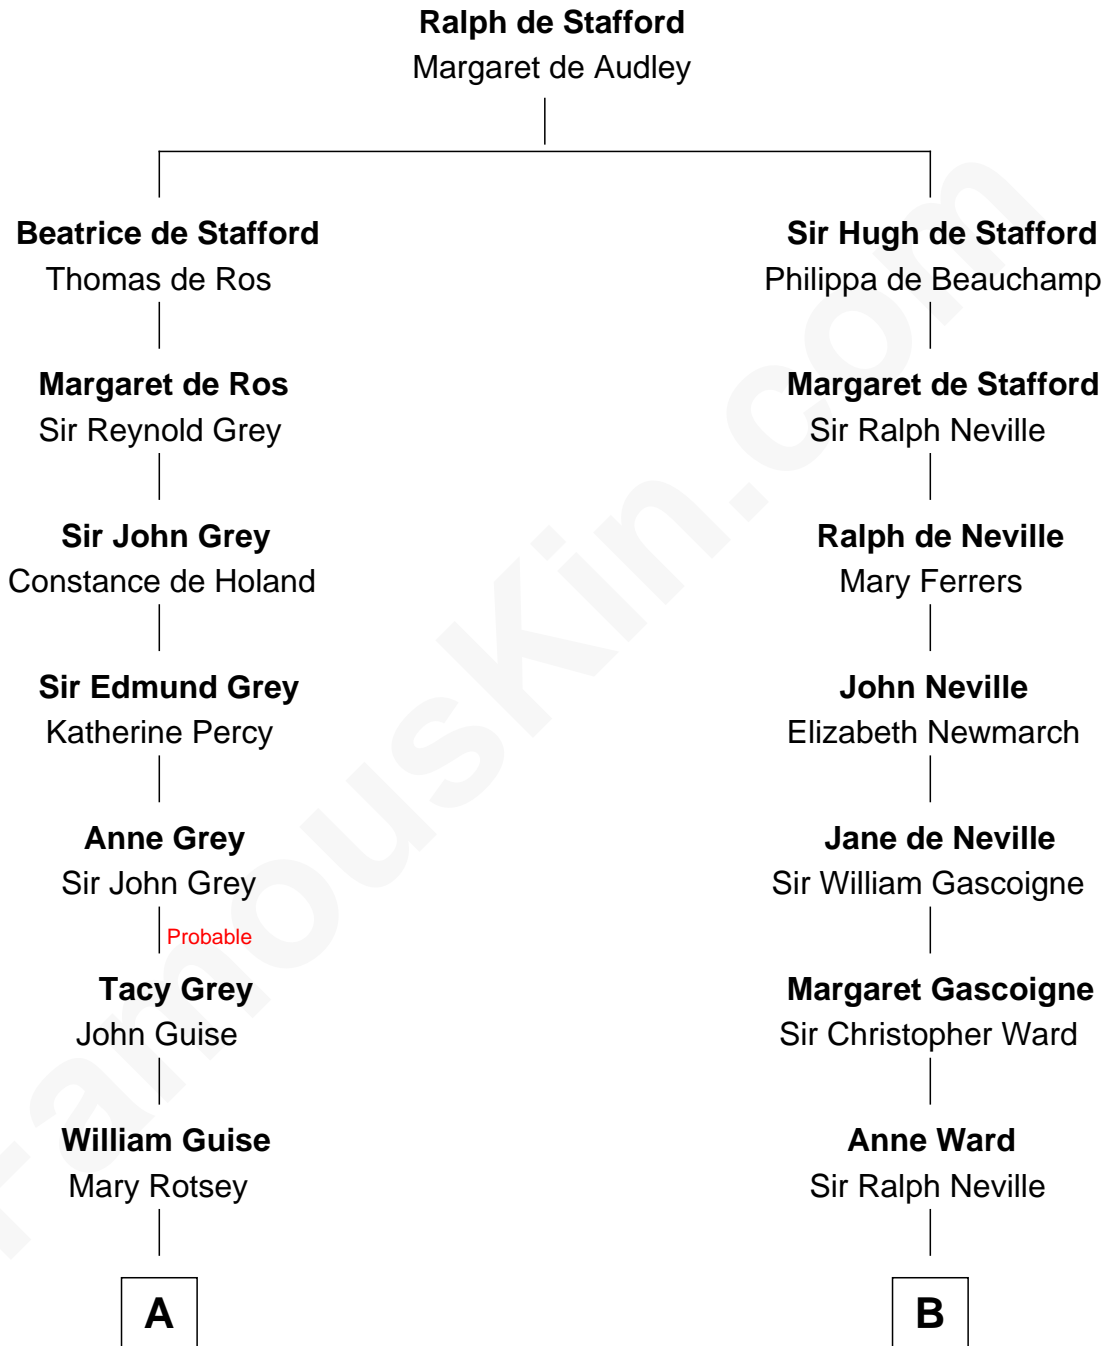 Ralph de Stafford
Margaret de Audley
Beatrice de Stafford
Thomas de Ros
Margaret de Ros
Sir Reynold Grey
Sir John Grey
Constance de Holand
Sir Edmund Grey
Katherine Percy
Anne Grey
Sir John Grey
Probable
Tacy Grey
John Guise
William Guise
Mary Rotsey
A
Sir Hugh de Stafford
Philippa de Beauchamp
Margaret de Stafford
Sir Ralph Neville
Ralph de Neville
Mary Ferrers
John Neville
Elizabeth Newmarch
Jane de Neville
Sir William Gascoigne
Margaret Gascoigne
Sir Christopher Ward
Anne Ward
Sir Ralph Neville
B
FamousKin.com